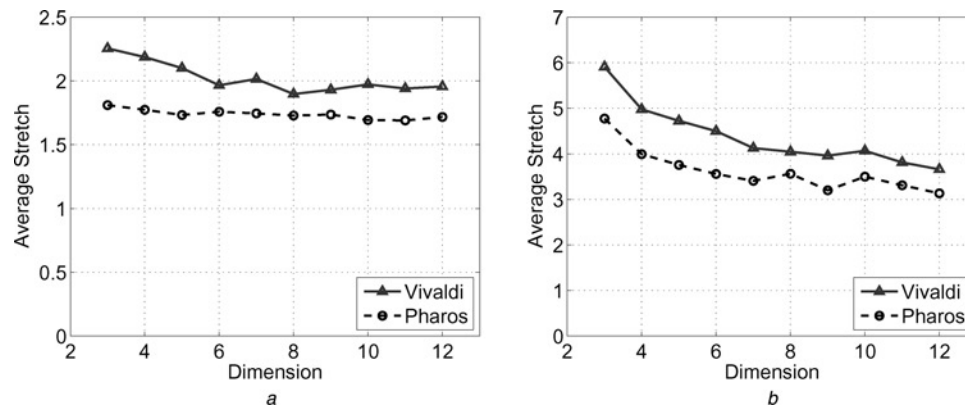 2.5
2
1.5
1
0.5
0
Average Stretch
2 4 6 8 10 12
Dimension
Vivaldi
Pharos
a
7
6
5
4
3
2
1
0
Average Stretch
2 4 6 8 10 12
Dimension
Vivaldi
Pharos
b